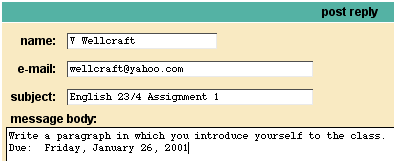 post reply
name: V Wellcraft
e-mail: wellcraft@yahoo.com
subject: English 23/4 Assignment 1
message body:
Write a paragraph in which you introduce yourself to the class.
Due: Friday, January 26, 2001